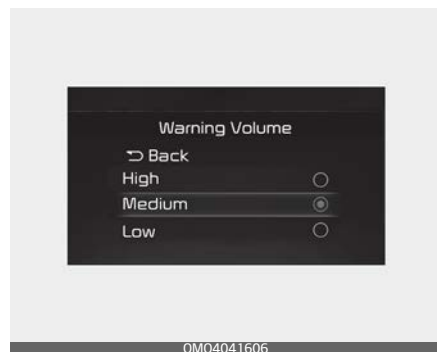 Warning Volume
Back
High
Medium
Low
OMO4041606